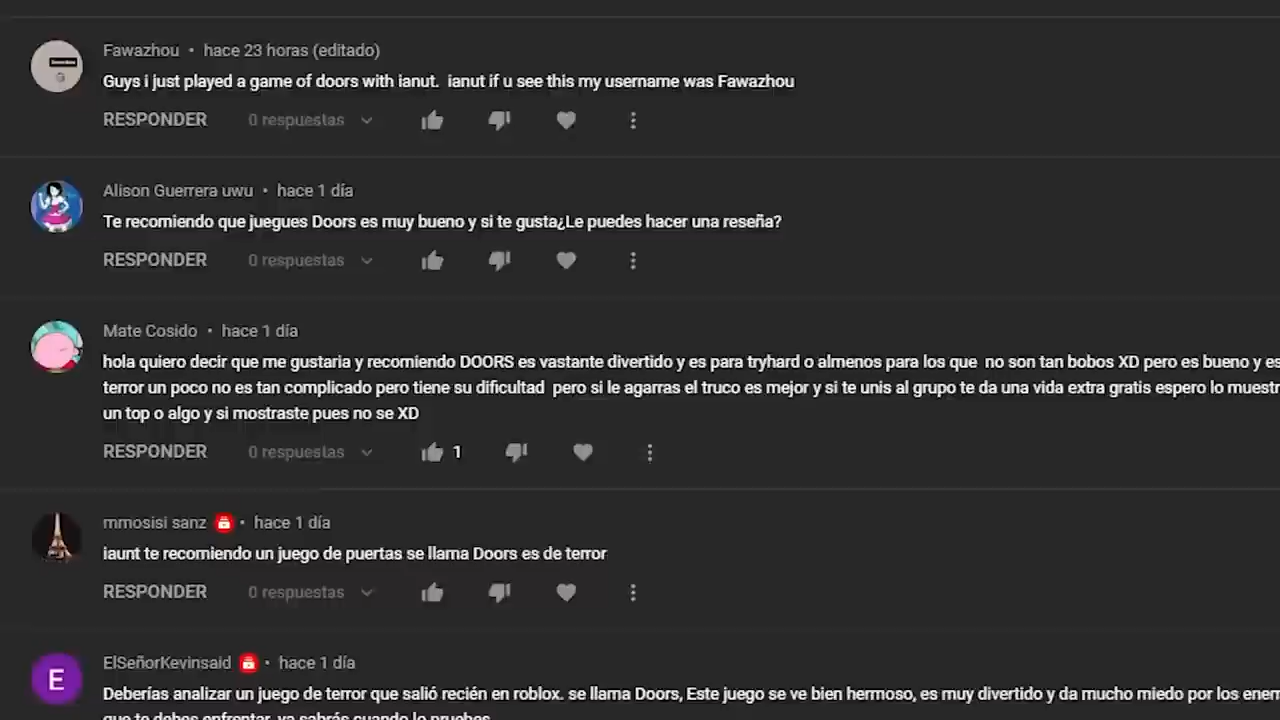 Fawazhou • hace 23 horas (editado)
Guys i just played a game of doors with ianut. ianut if u see this my username was Fawazhou
RESPONDER 0 respuestas
Alison Guerrera uwu • hace 1 día
Te recomiendo que juegues Doors es muy bueno y si te gusta¿Le puedes hacer una reseña?
RESPONDER 0 respuestas
Mate Cosido • hace 1 día
hola quiero decir que me gustaria y recomiendo DOORS es vastante divertido y es para tryhard o almenos para los que no son tan bobos XD pero es bueno y es
terror un poco no es tan complicado pero tiene su dificultad pero si le agarras el truco es mejor y si te unis al grupo te da una vida extra gratis espero lo muestr
un top o algo y si mostraste pues no se XD
RESPONDER 0 respuestas 1
mmosisi sanz • hace 1 día
iaunt te recomiendo un juego de puertas se llama Doors es de terror
RESPONDER 0 respuestas
E
ElSeñorKevinsaid • hace 1 día
Deberías analizar un juego de terror que salió recién en roblox. se llama Doors, Este juego se ve bien hermoso, es muy divertido y da mucho miedo por los enem
que te debes enfrentar, ya sabrás cuando lo pruebes